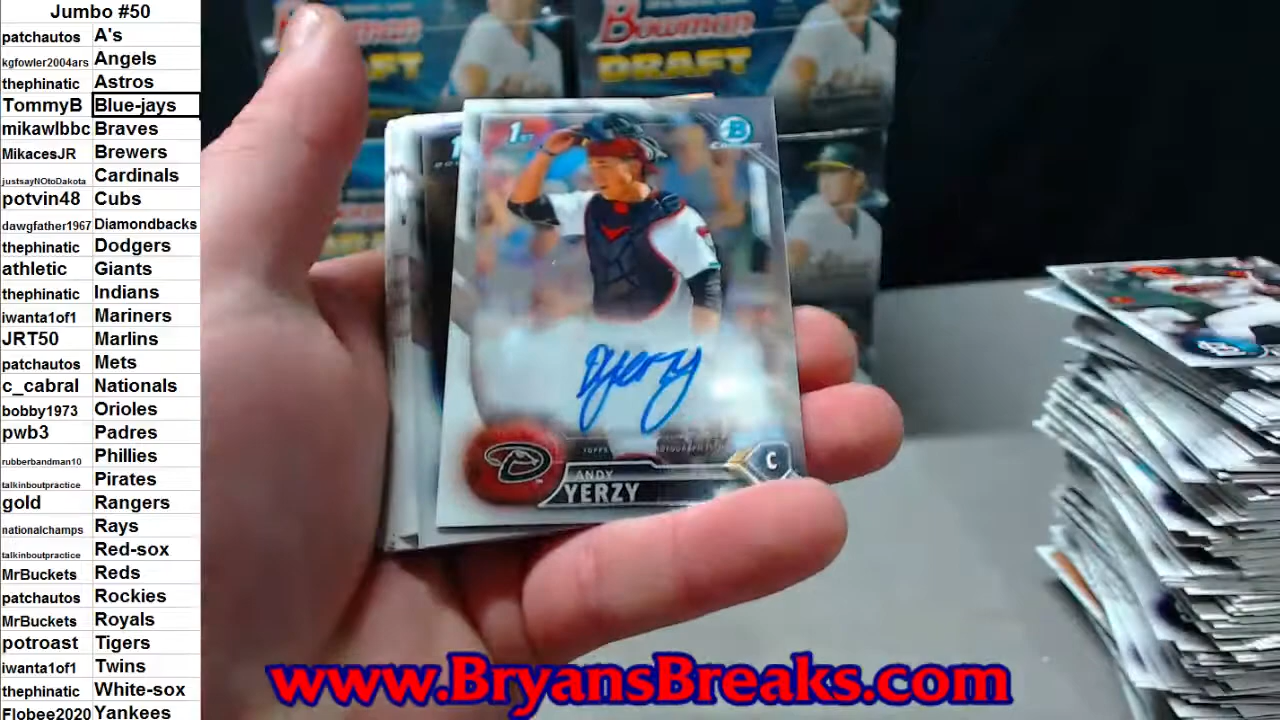 Jumbo #50
patchautos A's
kgfowler2004ars Angels
thephinatic Astros
TommyB Blue-jays
mikawlbbc Braves
MikacesJR Brewers
justsayNOtoDakota Cardinals
potvin48 Cubs
dawgfather1967 Diamondbacks
thephinatic Dodgers
athletic Giants
thephinatic Indians
iwanta1of1 Mariners
JRT50 Marlins
patchautos Mets
c_cabral Nationals
bobby1973 Orioles
pwb3 Padres
rubberbandman10 Phillies
talkinboutpractice Pirates
gold Rangers
nationalchamps Rays
talkinboutpractice Red-sox
MrBuckets Reds
patchautos Rockies
MrBuckets Royals
potroast Tigers
iwanta1of1 Twins
thephinatic White-sox
Flobee2020 Yankees
Bowman
DRAFT
Bowman
DRAFT
1st
B
Chrome
Yerzy
TOPPS
C
ANDY
YERZY
www.BryansBreaks.com